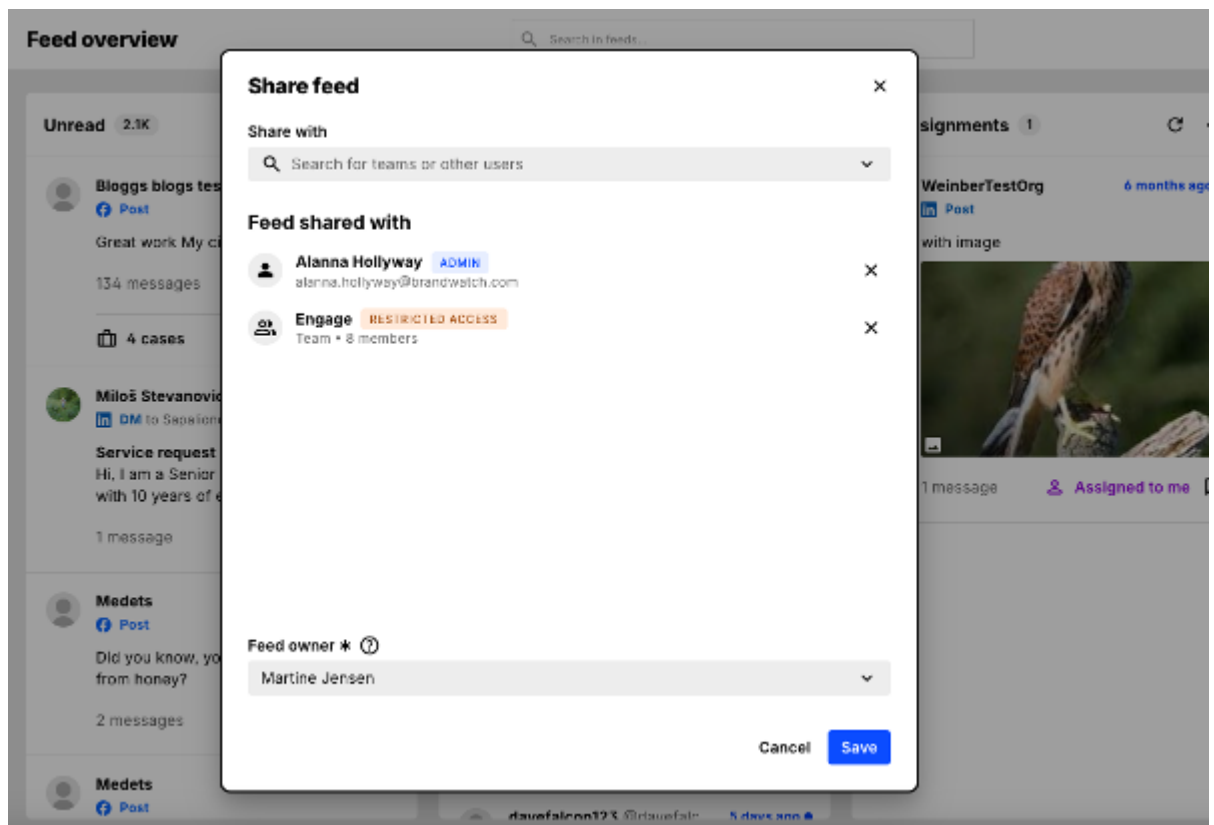 Feed overview
Search in feeds...
Share feed
Share with
Search for teams or other users
Feed shared with
Alanna Hollyway ADMIN
alanna.hollyway@brandwatch.com
Engage RESTRICTED ACCESS
Team • 8 members
Feed owner *
Martine Jensen
Cancel Save
Unread 2.1K
Bloggs blogs tes
Post
Great work My ci
134 messages
4 cases
Miloš Stevanovic
DM to Sapalion
Service request
Hi, I am a Senior
with 10 years of e
1 message
Medets
Post
Did you know, yo
from honey?
2 messages
Medets
Post
davefalcon123 @davefalc 5 days ago
signments 1
WeinberTestOrg 6 months ago
Post
with image
1 message Assigned to me